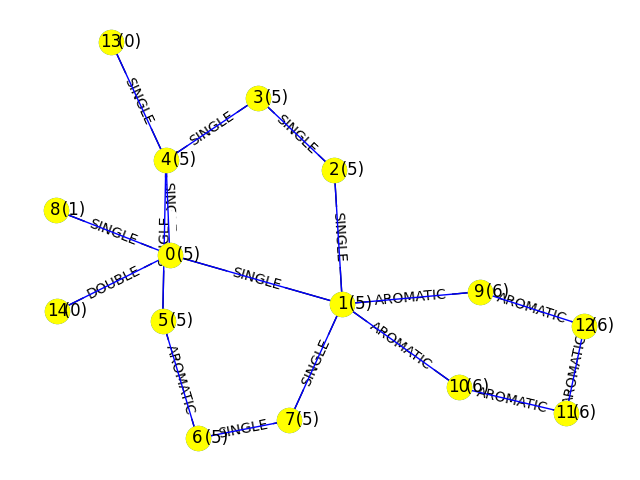 13(0)
SINGLE
3(5)
SINGLE
SINGLE
4(5)
2(5)
8(1)
SINGLE
SINGLE
0(5)
SINGLE
DOUBLE
14(0)
1(5)
AROMATIC
9(6)
AROMATIC
12(6)
5(5)
AROMATIC
AROMATIC
SINGLE
AROMATIC
10(6)
AROMATIC
11(6)
7(5)
SINGLE
6(5)